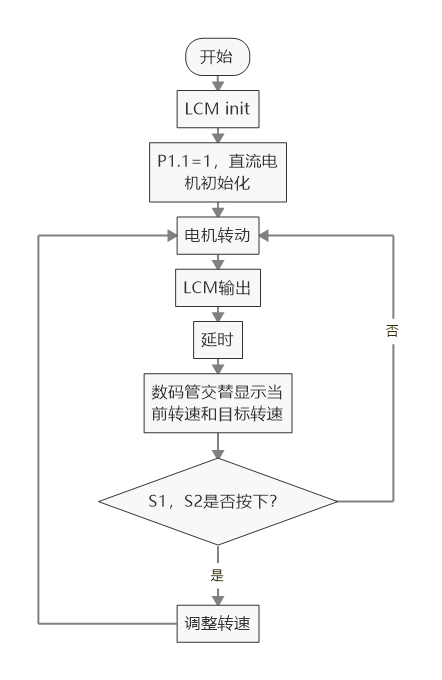 开始
LCM init
P1.1=1，直流电
机初始化
电机转动
LCM输出
延时
数码管交替显示当
前转速和目标转速
否
S1，S2是否按下？
是
调整转速